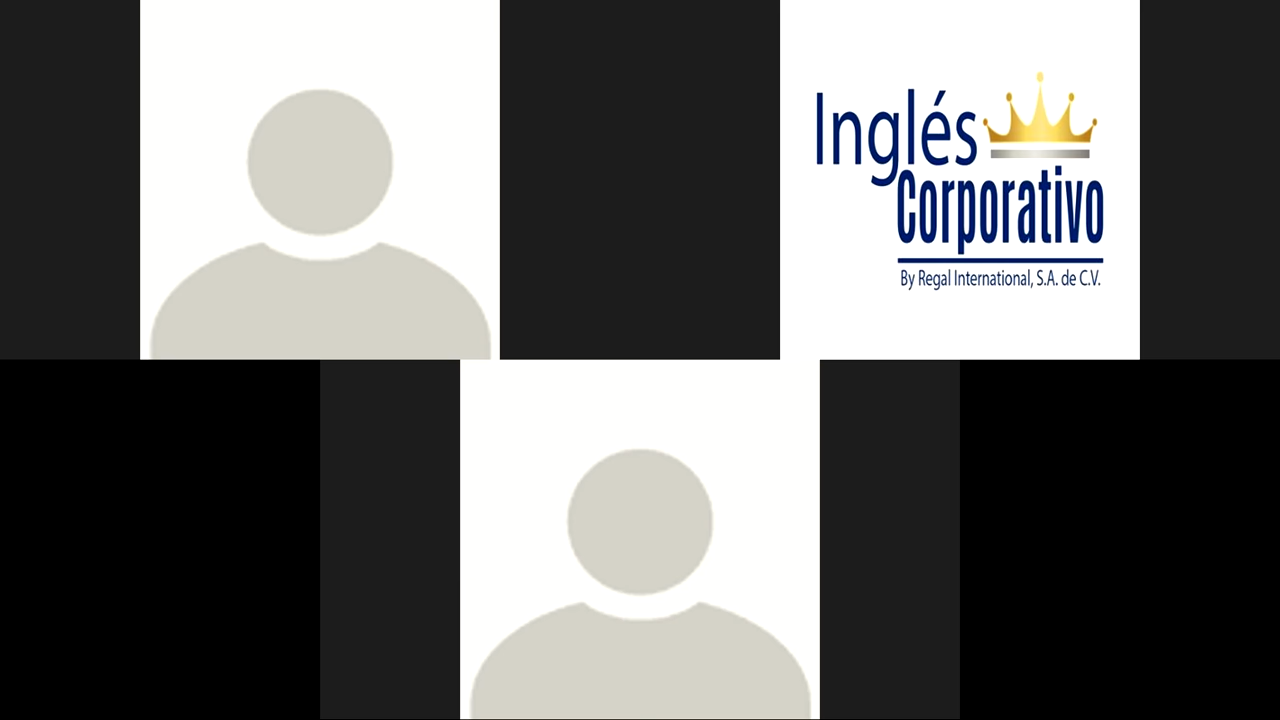 Inglés
Corporativo
By Regal International, S.A. de C.V.